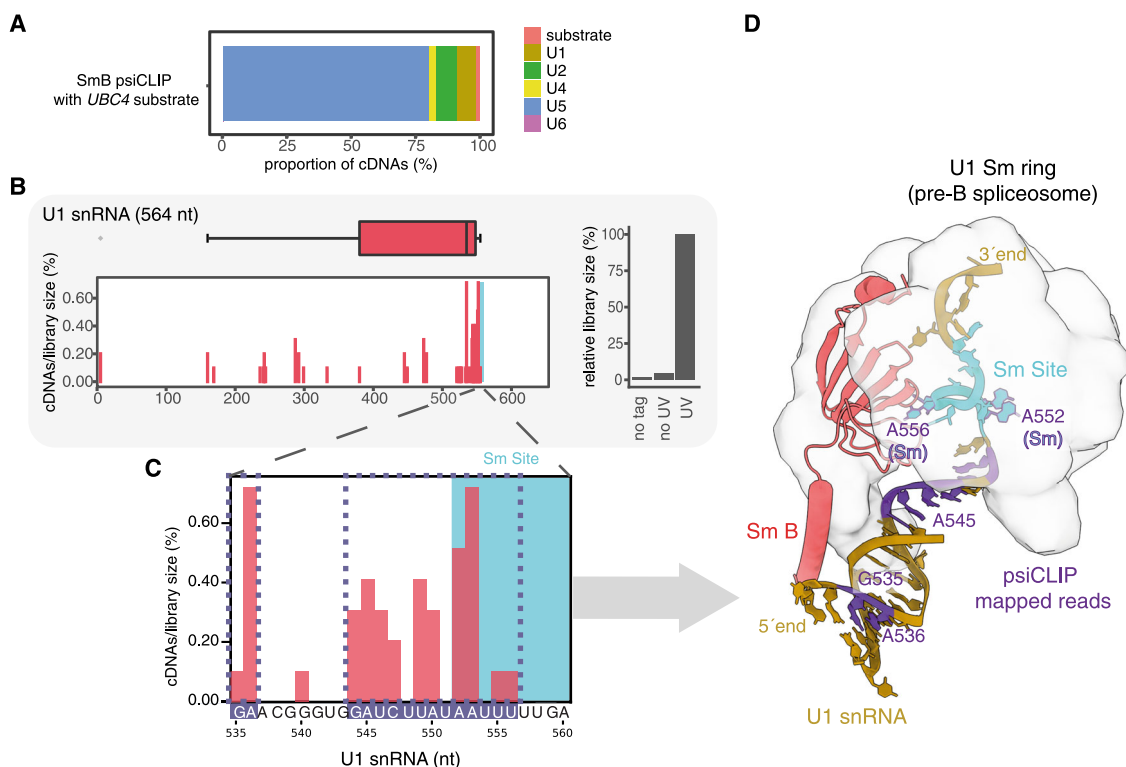 A
SmB psiCLIP
with UBC4 substrate
0 25 50 75 100
proportion of cDNAs (%)
substrate
U1
U2
U4
U5
U6
B
U1 snRNA (564 nt)
cDNAs/library size (%)
0.60
0.40
0.20
0.00
0 100 200 300 400 500 600
relative library size (%)
100
75
50
25
0
no tag
no UV
UV
C
Sm Site
cDNAs/library size (%)
0.60
0.40
0.20
0.00
GAACGGGUGGAUCUUAUAAUUUUUGA
535 540 545 550 555 560
U1 snRNA (nt)
D
U1 Sm ring
(pre-B spliceosome)
3´end
Sm Site
A556
(Sm)
A552
(Sm)
A545
Sm B
G535
psiCLIP
mapped reads
5´end
A536
U1 snRNA